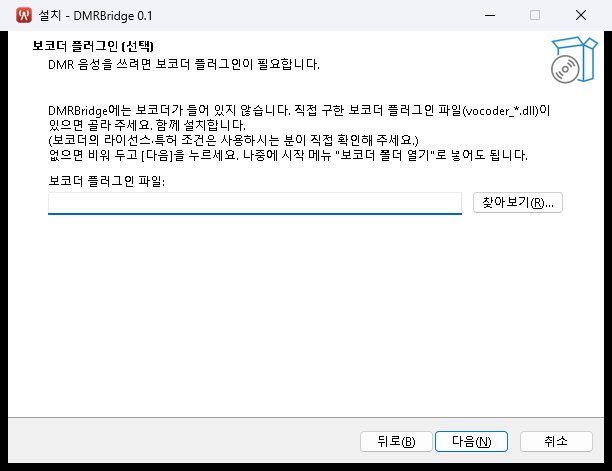 설치 - DMRBridge 0.1
보코더 플러그인 (선택)
DMR 음성을 쓰려면 보코더 플러그인이 필요합니다.
DMRBridge에는 보코더가 들어 있지 않습니다. 직접 구한 보코더 플러그인 파일(vocoder_*.dll)이
있으면 골라 주세요. 함께 설치합니다.
(보코더의 라이선스·특허 조건은 사용하시는 분이 직접 확인해 주세요.)
없으면 비워 두고 [다음]을 누르세요. 나중에 시작 메뉴 "보코더 폴더 열기"로 넣어도 됩니다.
보코더 플러그인 파일:
찾아보기(R)...
뒤로(B)
다음(N)
취소